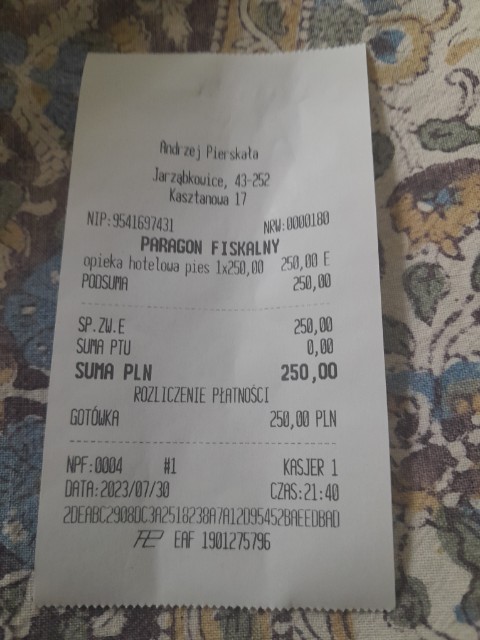 Andrzej Pierskała
Jarząbkowice, 43-252
Kasztanowa 17
NIP:9541697431 NRW:0000180
PARAGON FISKALNY
opieka hotelowa pies 1x250,00 250,00 E
PODSUMA 250,00
SP.ZW.E 250,00
SUMA PTU 0,00
SUMA PLN 250,00
ROZLICZENIE PŁATNOŚCI
GOTÓWKA 250,00 PLN
NPF:0004 #1 KASJER 1
DATA:2023/07/30 CZAS:21:40
2DEABC2908DC3A2518238A7A12D95452BAEEDBAD
EAF 1901275796